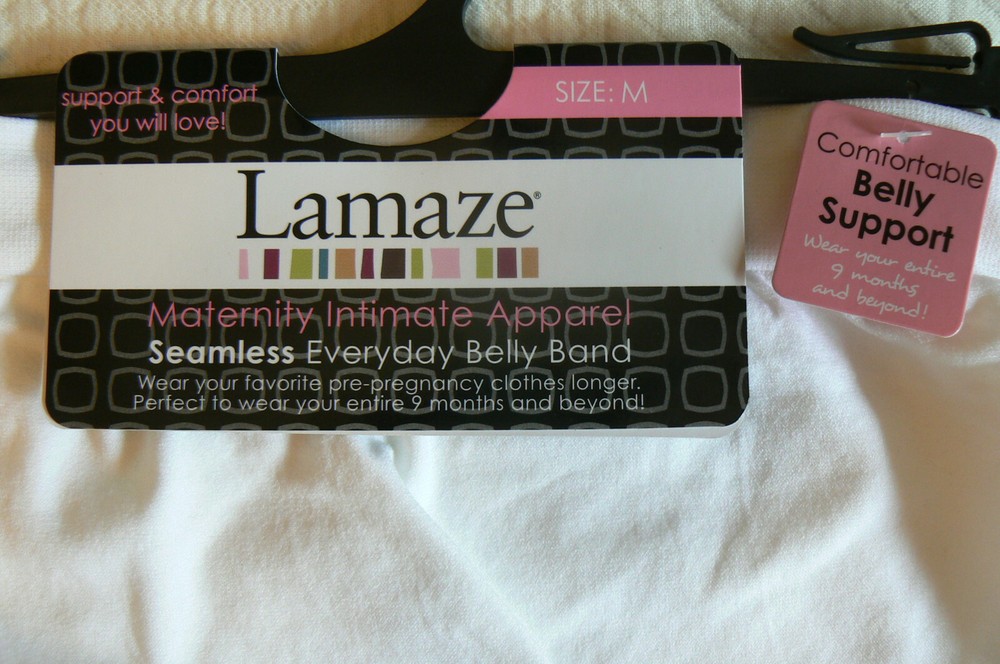 support & comfort
you will love!
SIZE: M
Lamaze®
Maternity Intimate Apparel
Seamless Everyday Belly Band
Wear your favorite pre-pregnancy clothes longer.
Perfect to wear your entire 9 months and beyond!
Comfortable
Belly
Support
Wear your entire
9 months
and beyond!